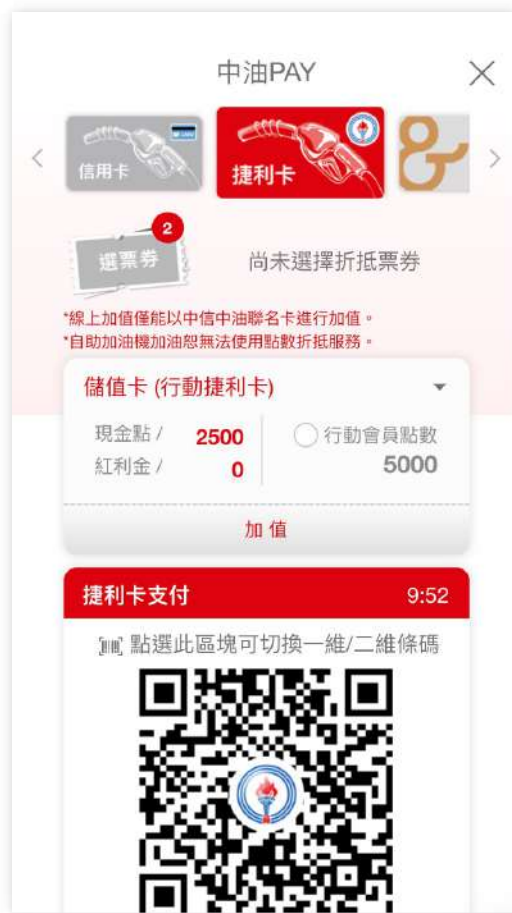 中油PAY
信用卡
捷利卡
&
2
選票券
尚未選擇折抵票券
*線上加值僅能以中信中油聯名卡進行加值。
*自助加油機加油恕無法使用點數折抵服務。
儲值卡 (行動捷利卡)
現金點 / 2500
行動會員點數
紅利金 / 0
5000
加值
捷利卡支付 9:52
點選此區塊可切換一維/二維條碼